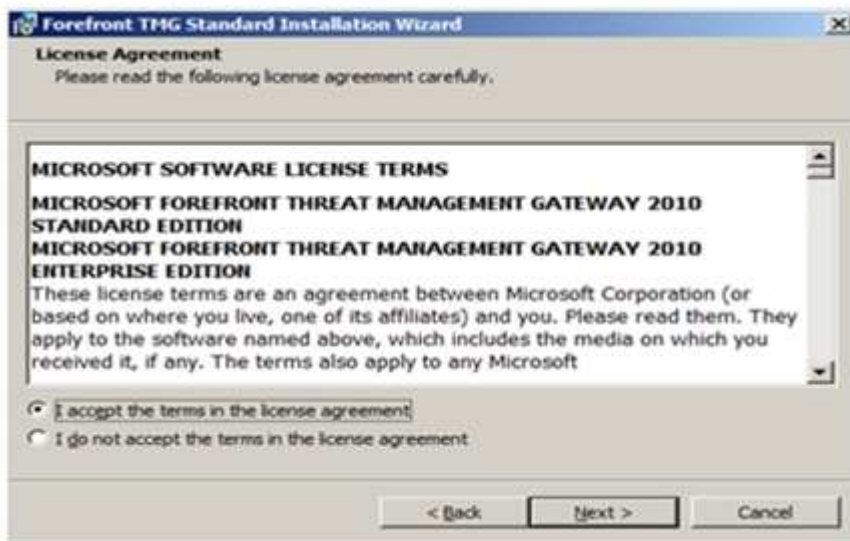 Forefront TMG Standard Installation Wizard
License Agreement
Please read the following license agreement carefully.
MICROSOFT SOFTWARE LICENSE TERMS
MICROSOFT FOREFRONT THREAT MANAGEMENT GATEWAY 2010
STANDARD EDITION
MICROSOFT FOREFRONT THREAT MANAGEMENT GATEWAY 2010
ENTERPRISE EDITION
These license terms are an agreement between Microsoft Corporation (or
based on where you live, one of its affiliates) and you. Please read them. They
apply to the software named above, which includes the media on which you
received it, if any. The terms also apply to any Microsoft
I accept the terms in the license agreement
I do not accept the terms in the license agreement
< Back Next > Cancel